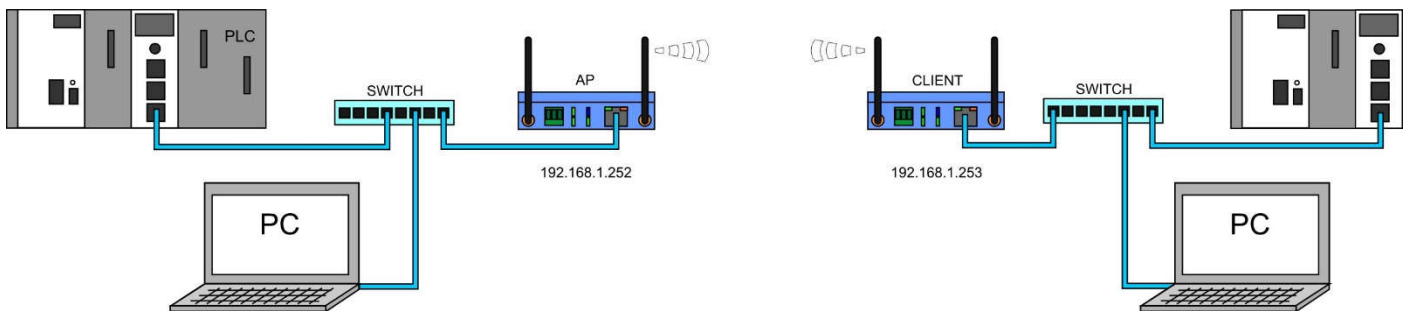 PLC
SWITCH
AP
192.168.1.252
PC
CLIENT
192.168.1.253
SWITCH
PC